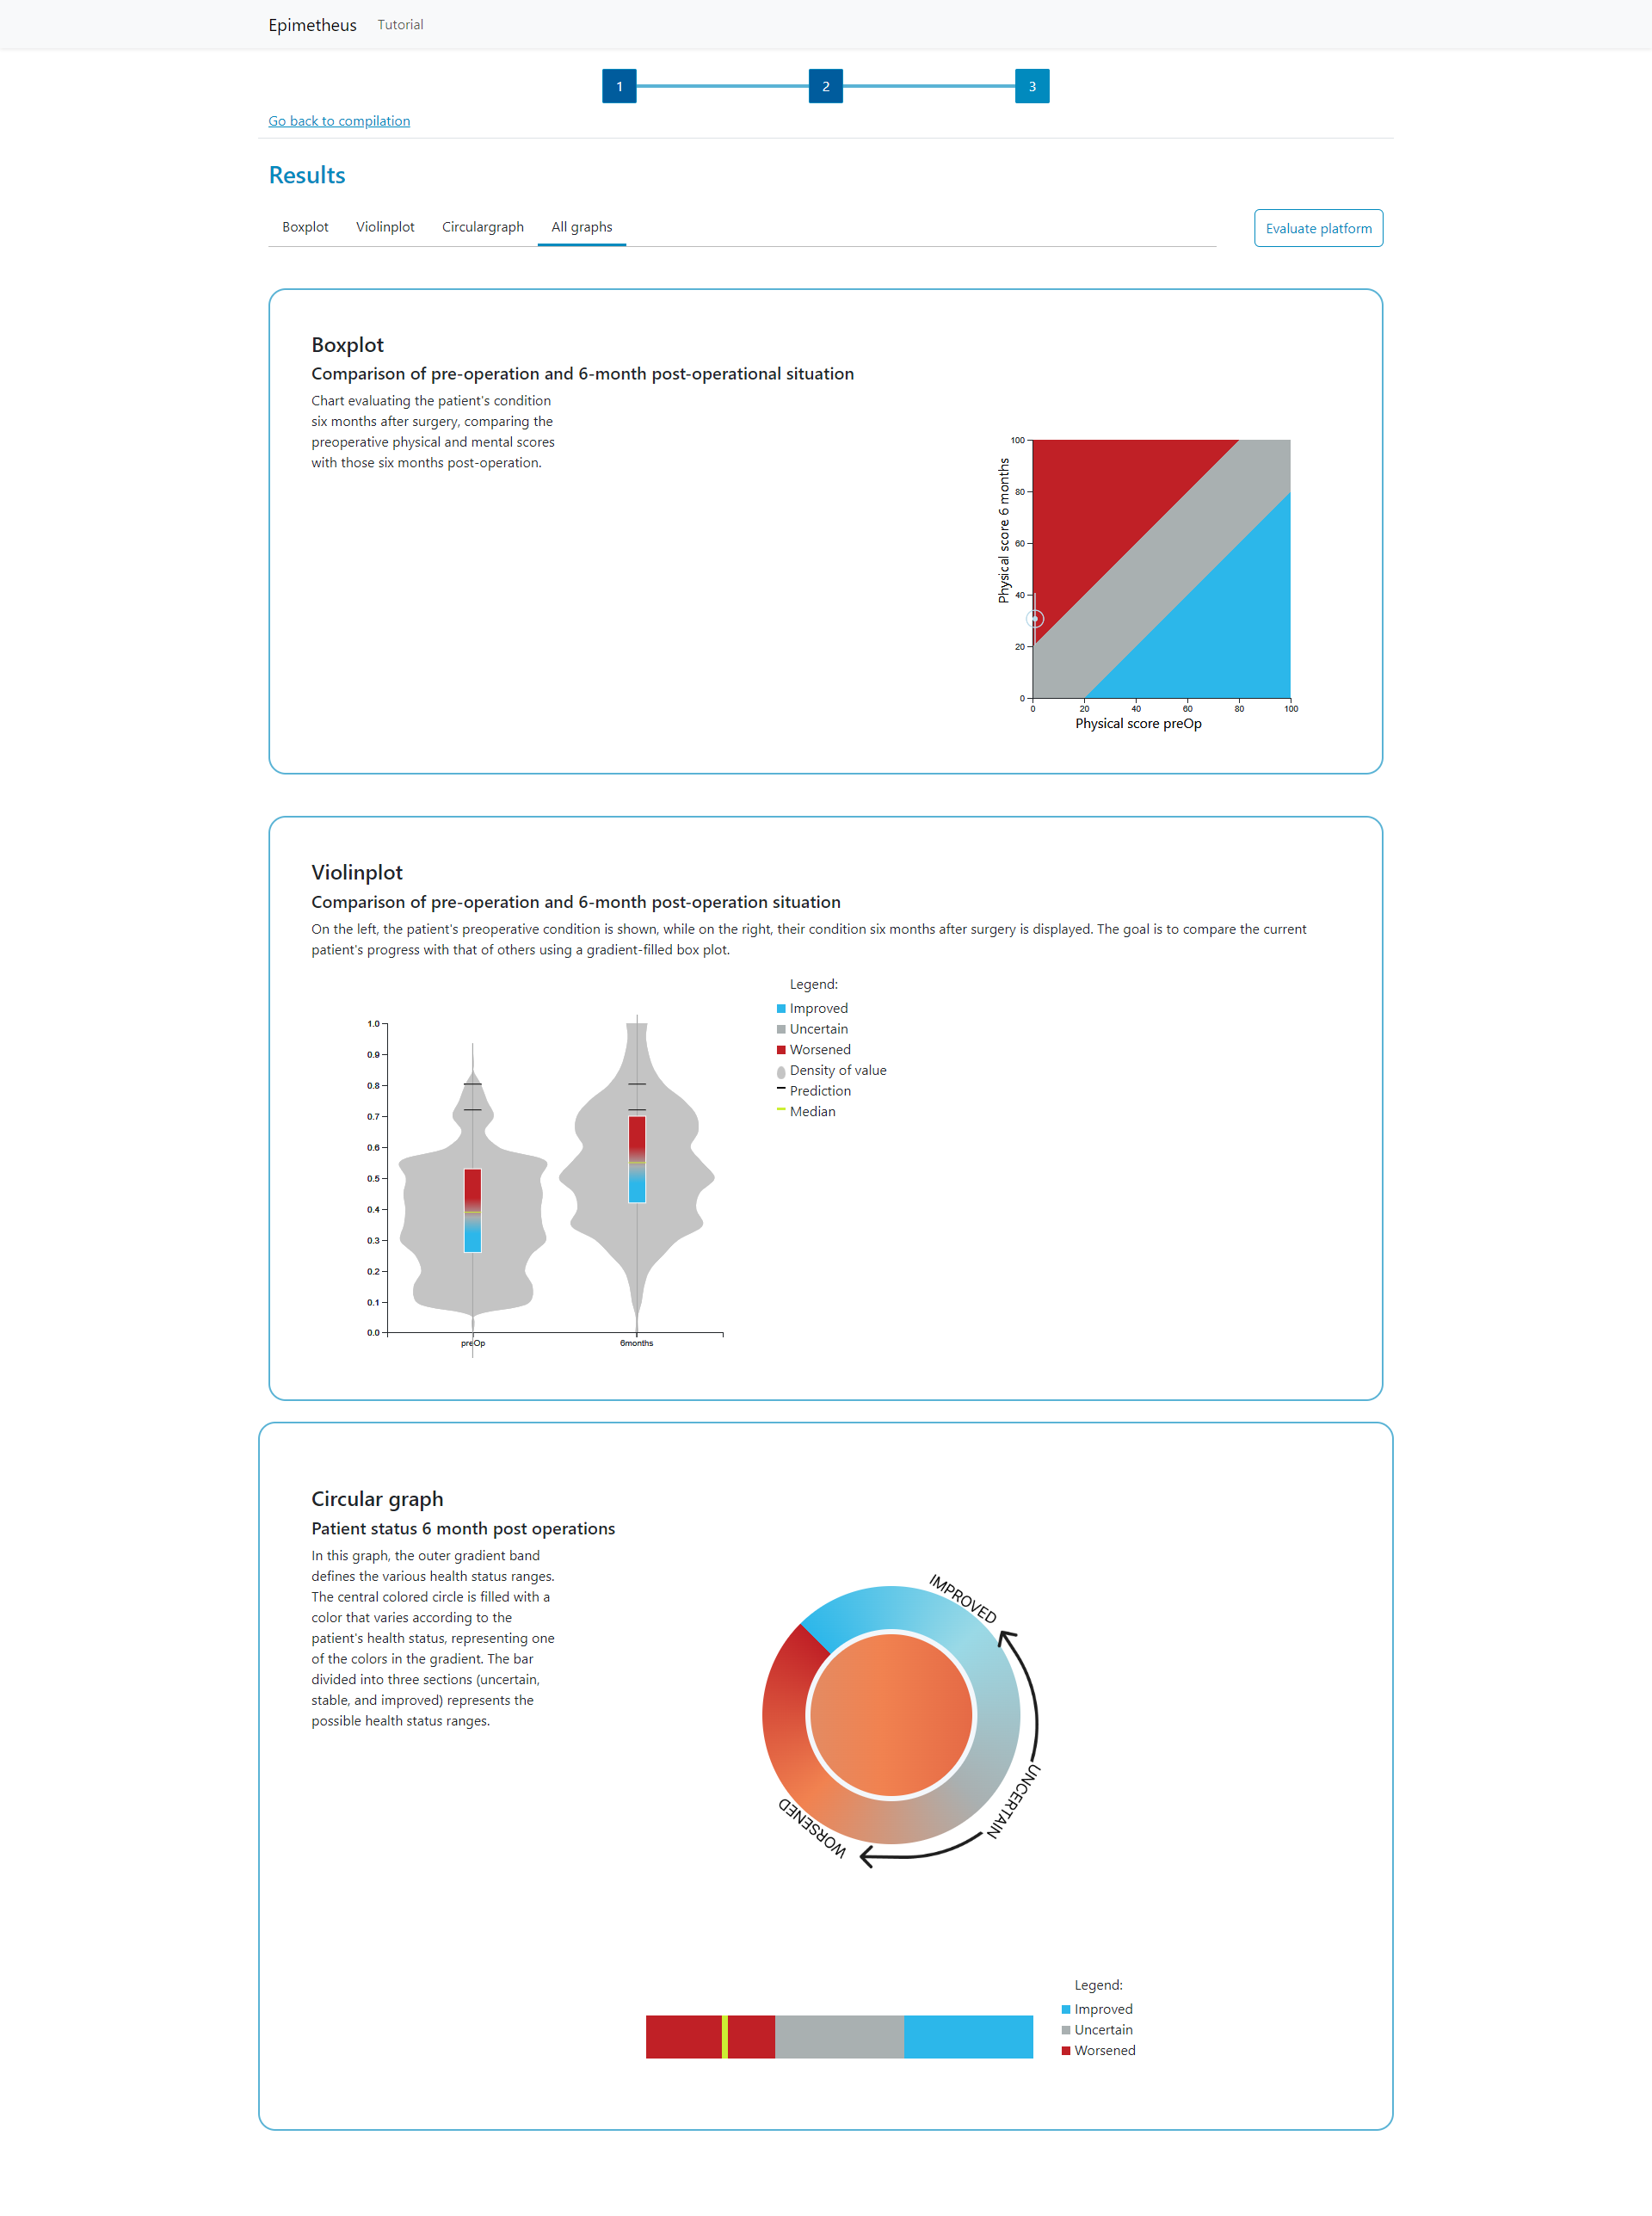 Epimetheus Tutorial
1 2 3
Go back to compilation
Results
Boxplot Violinplot Circulargraph All graphs
Evaluate platform
Boxplot
Comparison of pre-operation and 6-month post-operational situation
Chart evaluating the patient's condition
six months after surgery, comparing the
preoperative physical and mental scores
with those six months post-operation.
Physical score 6 months
100
80
60
40
20
0
0 20 40 60 80 100
Physical score preOp
Violinplot
Comparison of pre-operation and 6-month post-operation situation
On the left, the patient's preoperative condition is shown, while on the right, their condition six months after surgery is displayed. The goal is to compare the current
patient's progress with that of others using a gradient-filled box plot.
1.0
0.9
0.8
0.7
0.6
0.5
0.4
0.3
0.2
0.1
0.0
preOp 6months
Legend:
Improved
Uncertain
Worsened
Density of value
Prediction
Median
Circular graph
Patient status 6 month post operations
In this graph, the outer gradient band
defines the various health status ranges.
The central colored circle is filled with a
color that varies according to the
patient's health status, representing one
of the colors in the gradient. The bar
divided into three sections (uncertain,
stable, and improved) represents the
possible health status ranges.
IMPROVED
UNCERTAIN
WORSENED
Legend:
Improved
Uncertain
Worsened